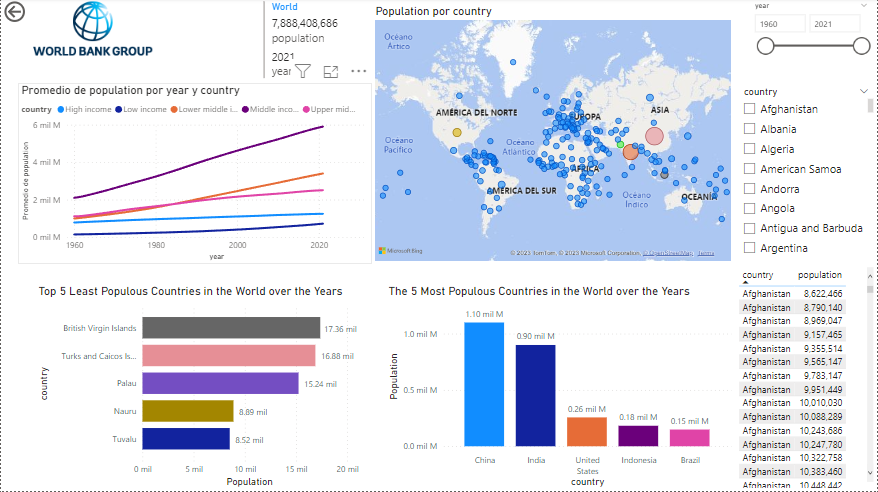 WORLD BANK GROUP
World
7,888,408,686
population
2021
year
Promedio de population por year y country
country High income Low income Lower middle i... Middle inco... Upper mid...
Promedio de population
6 mil M
4 mil M
2 mil M
0 mil M
1960 1980 2000 2020
year
Population por country
Océano
Ártico
AMÉRICA DEL NORTE
EUROPA
ASIA
Océano
Pacífico
Océano
Atlántico
ÁFRICA
AMÉRICA DEL SUR
Océano
Índico
OCEANÍA
Microsoft Bing
© 2023 TomTom, © 2023 Microsoft Corporation, © OpenStreetMap Terms
year
1960 2021
country
Afghanistan
Albania
Algeria
American Samoa
Andorra
Angola
Antigua and Barbuda
Argentina
Top 5 Least Populous Countries in the World over the Years
country
British Virgin Islands 17.36 mil
Turks and Caicos Is... 16.88 mil
Palau 15.24 mil
Nauru 8.89 mil
Tuvalu 8.52 mil
0 mil 5 mil 10 mil 15 mil 20 mil
Population
The 5 Most Populous Countries in the World over the Years
Population
1.0 mil M
0.5 mil M
0.0 mil M
1.10 mil M
0.90 mil M
0.26 mil M
0.18 mil M
0.15 mil M
China India United Indonesia Brazil
States
country
country population
Afghanistan 8,622,466
Afghanistan 8,790,140
Afghanistan 8,969,047
Afghanistan 9,157,465
Afghanistan 9,355,514
Afghanistan 9,565,147
Afghanistan 9,783,147
Afghanistan 9,951,449
Afghanistan 10,010,030
Afghanistan 10,088,289
Afghanistan 10,243,686
Afghanistan 10,247,780
Afghanistan 10,322,758
Afghanistan 10,383,460
Afghanistan 10,448,442